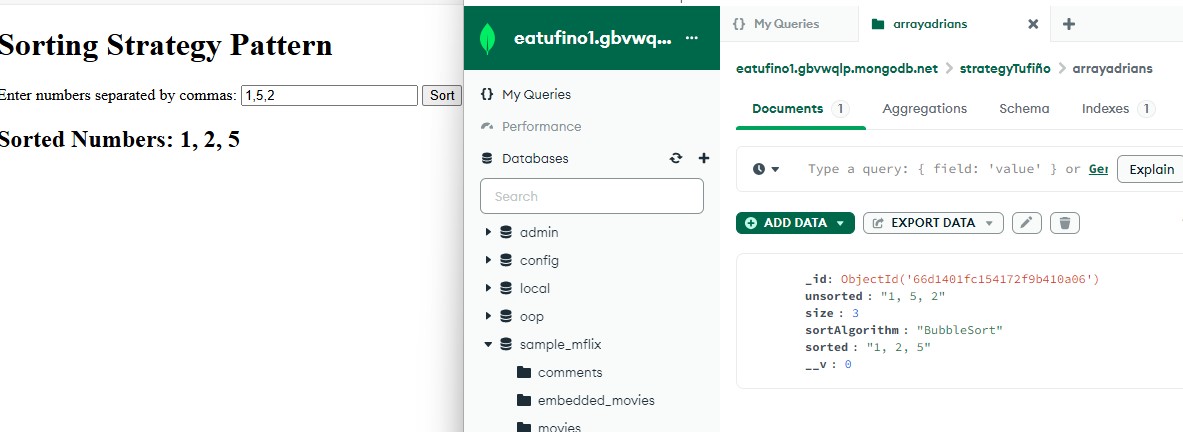 Sorting Strategy Pattern
Enter numbers separated by commas: 1,5,2 Sort
Sorted Numbers: 1, 2, 5
eatufino1.gbvwq... ...
{} My Queries
Performance
Databases
Search
admin
config
local
oop
sample_mflix
comments
embedded_movies
movies
{} My Queries
arrayadrians
eatufino1.gbvwqlp.mongodb.net > strategyTufiño > arrayadrians
Documents 1 Aggregations Schema Indexes 1
Type a query: { field: 'value' } or Ger Explain
ADD DATA EXPORT DATA
_id: ObjectId('66d1401fc154172f9b410a06')
unsorted : "1, 5, 2"
size : 3
sortAlgorithm : "BubbleSort"
sorted : "1, 2, 5"
__v : 0